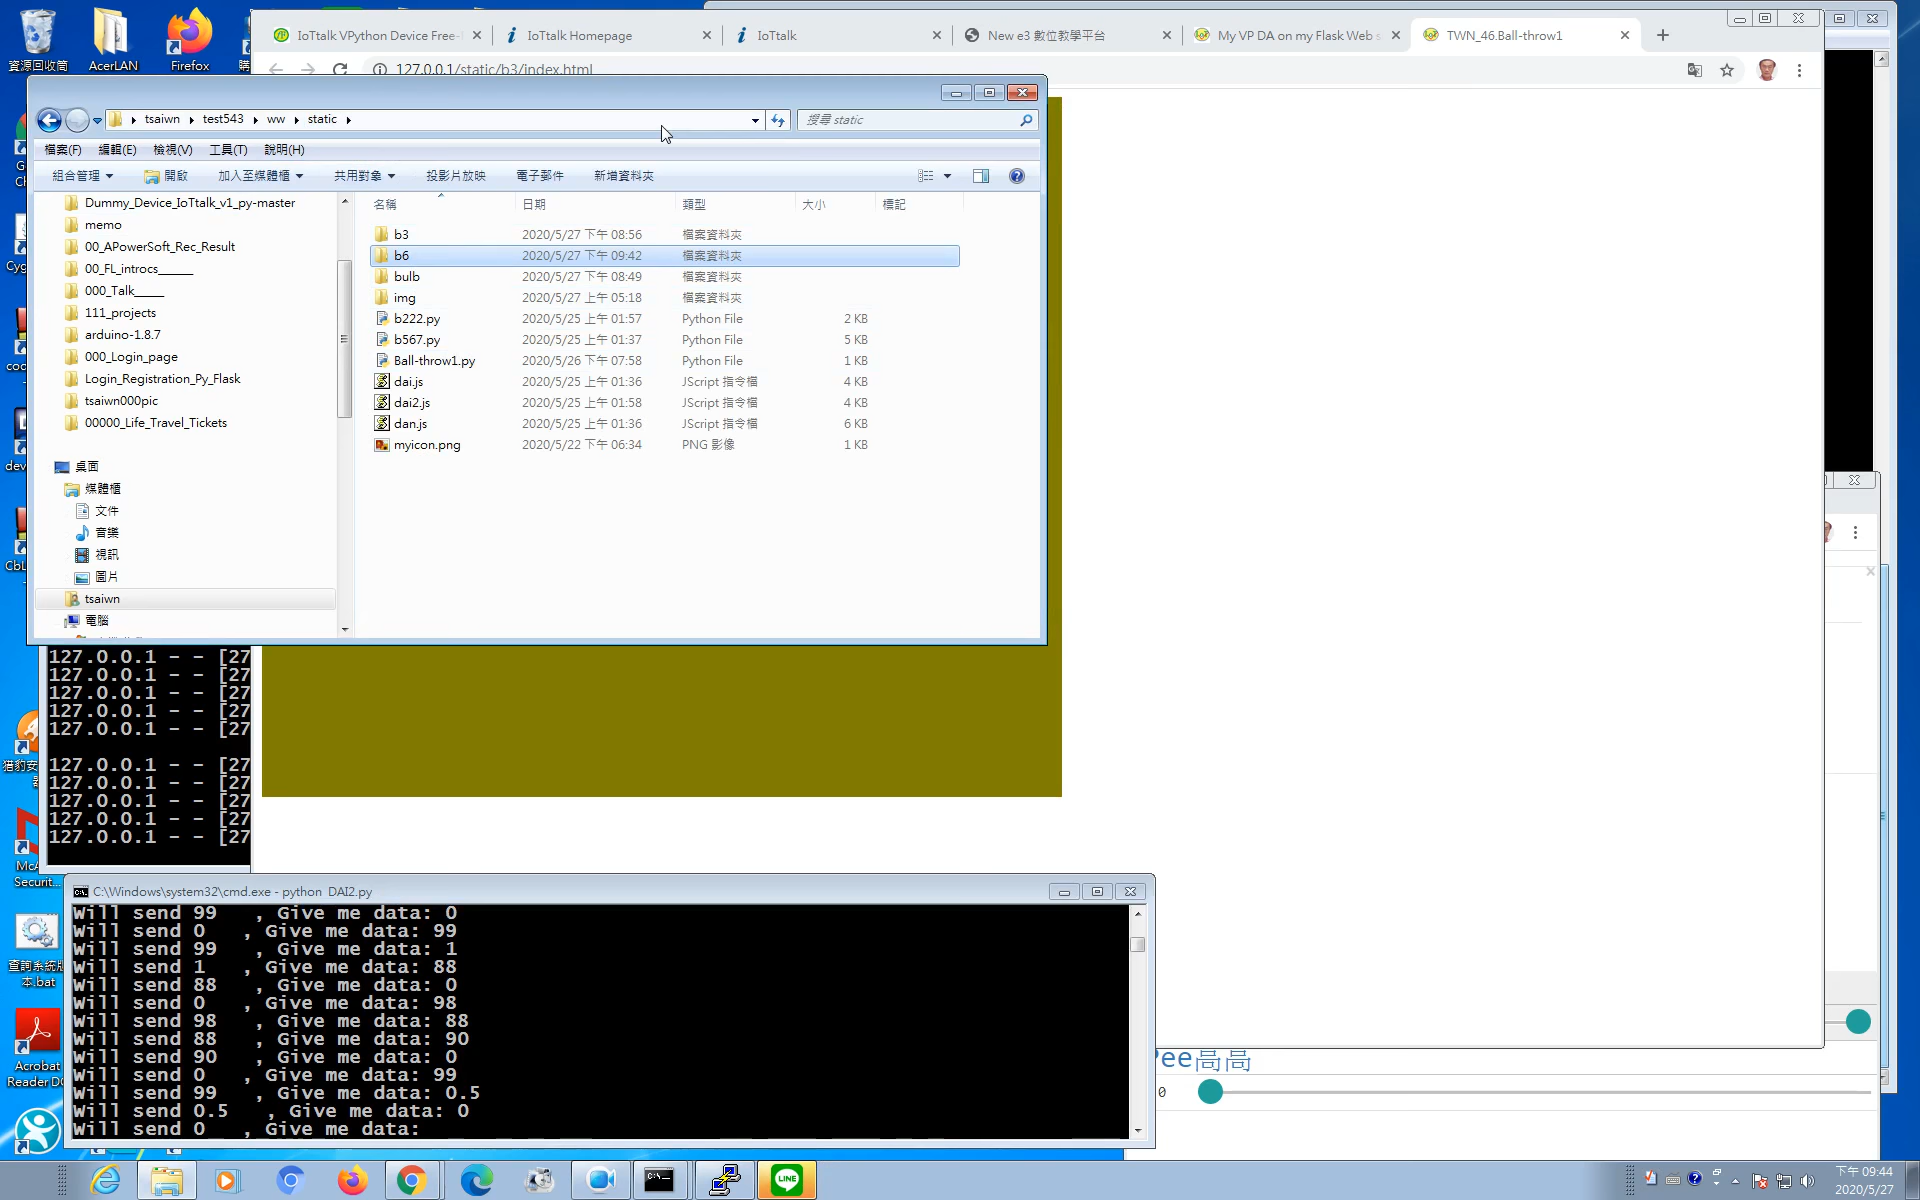 資源回收筒
AcerLAN
Firefox
IoTtalk VPython Device Free-
IoTtalk Homepage
IoTtalk
New e3 數位教學平台
My VP DA on my Flask Web s
TWN_46.Ball-throw1
127.0.0.1/static/b3/index.html
tsaiwn
test543
ww
static
搜尋 static
檔案(F)
編輯(E)
檢視(V)
工具(T)
說明(H)
組合管理
開啟
加入至媒體櫃
共用對象
投影片放映
電子郵件
新增資料夾
Dummy_Device_IoTtalk_v1_py-master
memo
00_APowerSoft_Rec_Result
00_FL_introcs______
000_Talk_____
111_projects
arduino-1.8.7
000_Login_page
Login_Registration_Py_Flask
tsaiwn000pic
00000_Life_Travel_Tickets
桌面
媒體櫃
文件
音樂
視訊
圖片
tsaiwn
電腦
名稱 日期 類型 大小 標記
b3 2020/5/27 下午 08:56 檔案資料夾
b6 2020/5/27 下午 09:42 檔案資料夾
bulb 2020/5/27 下午 08:49 檔案資料夾
img 2020/5/27 上午 05:18 檔案資料夾
b222.py 2020/5/25 上午 01:57 Python File 2 KB
b567.py 2020/5/25 上午 01:37 Python File 5 KB
Ball-throw1.py 2020/5/26 下午 07:58 Python File 1 KB
dai.js 2020/5/25 上午 01:36 JScript 指令檔 4 KB
dai2.js 2020/5/25 上午 01:58 JScript 指令檔 4 KB
dan.js 2020/5/25 上午 01:36 JScript 指令檔 6 KB
myicon.png 2020/5/22 下午 06:34 PNG 影像 1 KB
127.0.0.1 - - [27
127.0.0.1 - - [27
127.0.0.1 - - [27
127.0.0.1 - - [27
127.0.0.1 - - [27
127.0.0.1 - - [27
127.0.0.1 - - [27
127.0.0.1 - - [27
127.0.0.1 - - [27
127.0.0.1 - - [27
Securit...
查詢系統版
本.bat
Acrobat
Reader DC
C:\Windows\system32\cmd.exe - python DAI2.py
Will send 99 , Give me data: 0
Will send 0 , Give me data: 99
Will send 99 , Give me data: 1
Will send 1 , Give me data: 88
Will send 88 , Give me data: 0
Will send 0 , Give me data: 98
Will send 98 , Give me data: 88
Will send 88 , Give me data: 90
Will send 90 , Give me data: 0
Will send 0 , Give me data: 99
Will send 99 , Give me data: 0.5
Will send 0.5 , Give me data: 0
Will send 0 , Give me data:
Pee高高
0
LINE
下午 09:44
2020/5/27